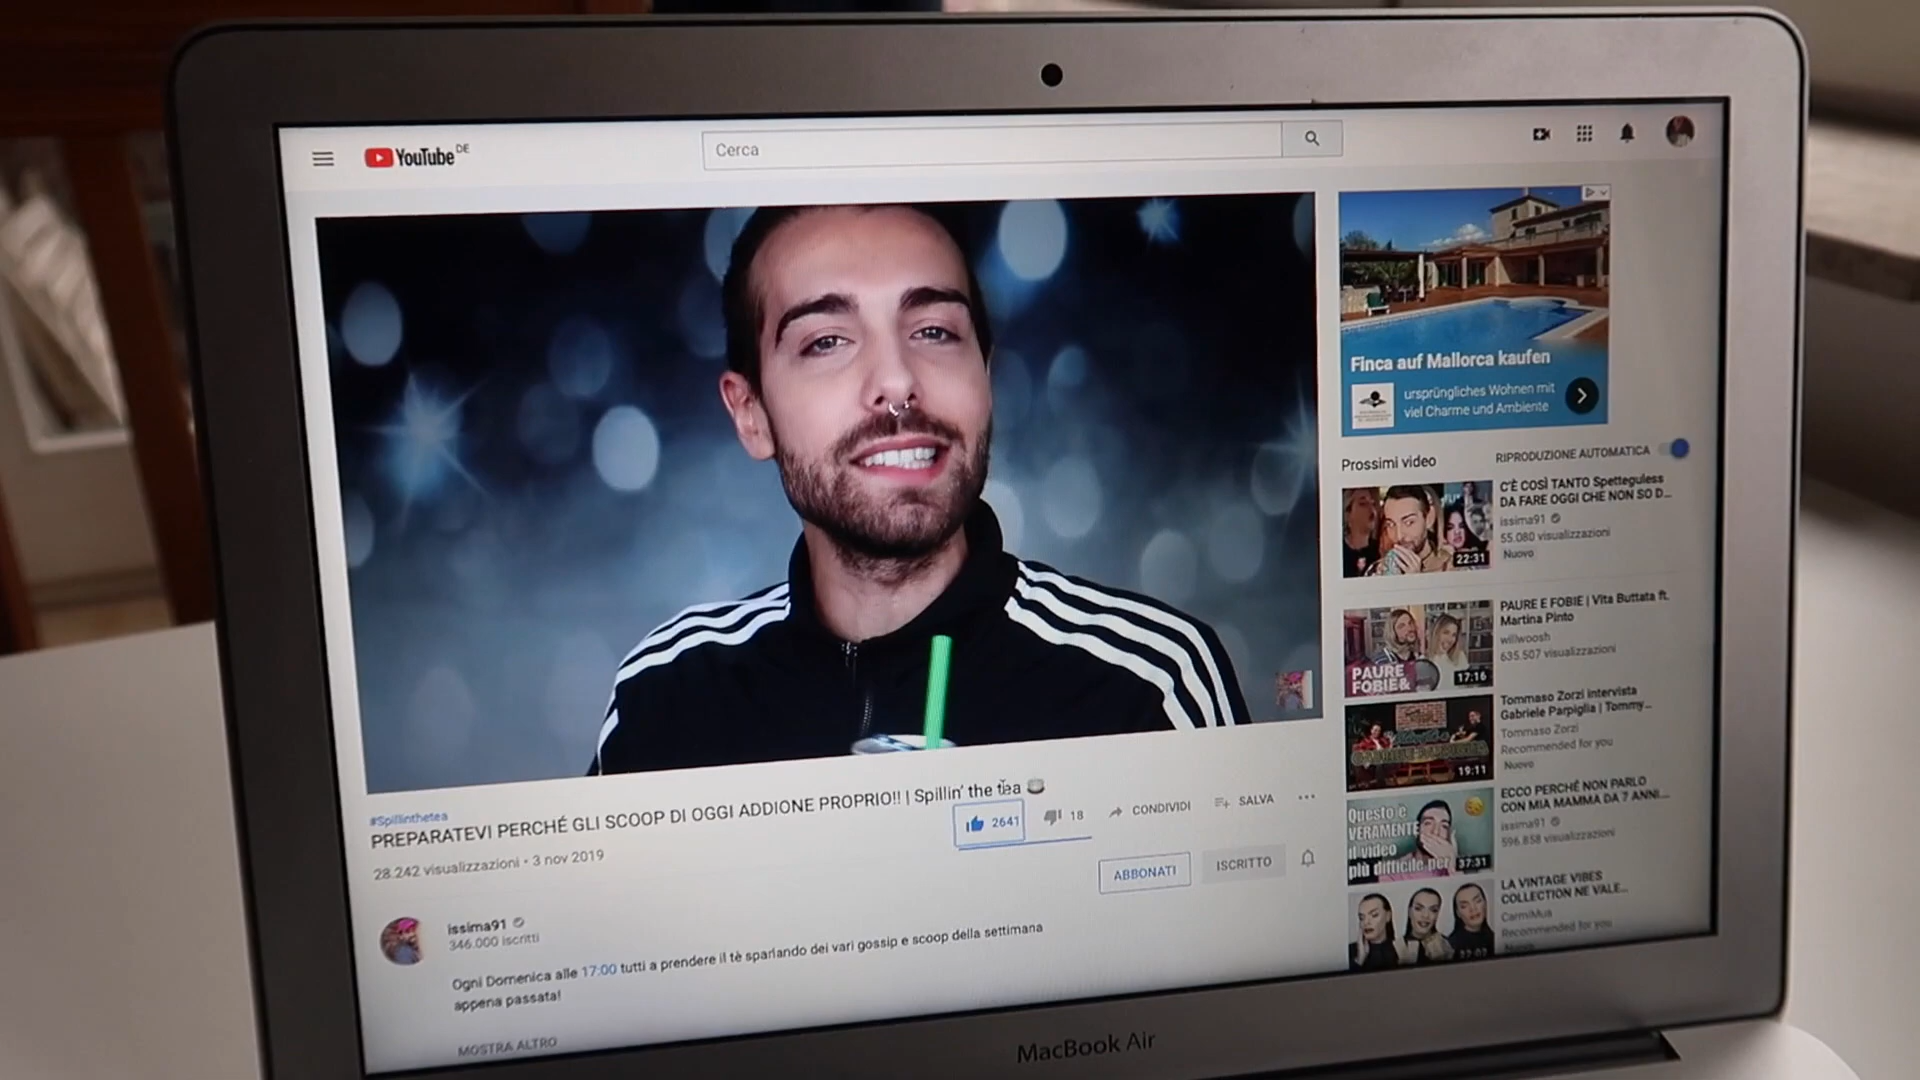 YouTube DE
Cerca
Finca auf Mallorca kaufen
ursprüngliches Wohnen mit
viel Charme und Ambiente
Prossimi video
RIPRODUZIONE AUTOMATICA
C'È COSÌ TANTO Spetteguless
DA FARE OGGI CHE NON SO D...
issima91
55.080 visualizzazioni
Nuovo
22:31
PAURE E FOBIE | Vita Buttata ft.
Martina Pinto
willwoosh
635.507 visualizzazioni
PAURE
FOBIE&
17:16
Tommaso Zorzi intervista
Gabriele Parpiglia | Tommy...
Tommaso Zorzi
Recommended for you
Nuovo
19:11
ECCO PERCHÉ NON PARLO
CON MIA MAMMA DA 7 ANNI...
issima91
596.858 visualizzazioni
Questo è
VERAMENTE
il video
più difficile per
37:31
LA VINTAGE VIBES
COLLECTION NE VALE...
CarmiMua
Recommended for you
Nuovo
#Spillinthetea
PREPARATEVI PERCHÉ GLI SCOOP DI OGGI ADDIONE PROPRIO!! | Spillin' the tea
28.242 visualizzazioni • 3 nov 2019
2641
18
CONDIVIDI
SALVA
ABBONATI
ISCRITTO
issima91
346.000 iscritti
Ogni Domenica alle 17:00 tutti a prendere il tè sparlando dei vari gossip e scoop della settimana
appena passata!
MOSTRA ALTRO
MacBook Air